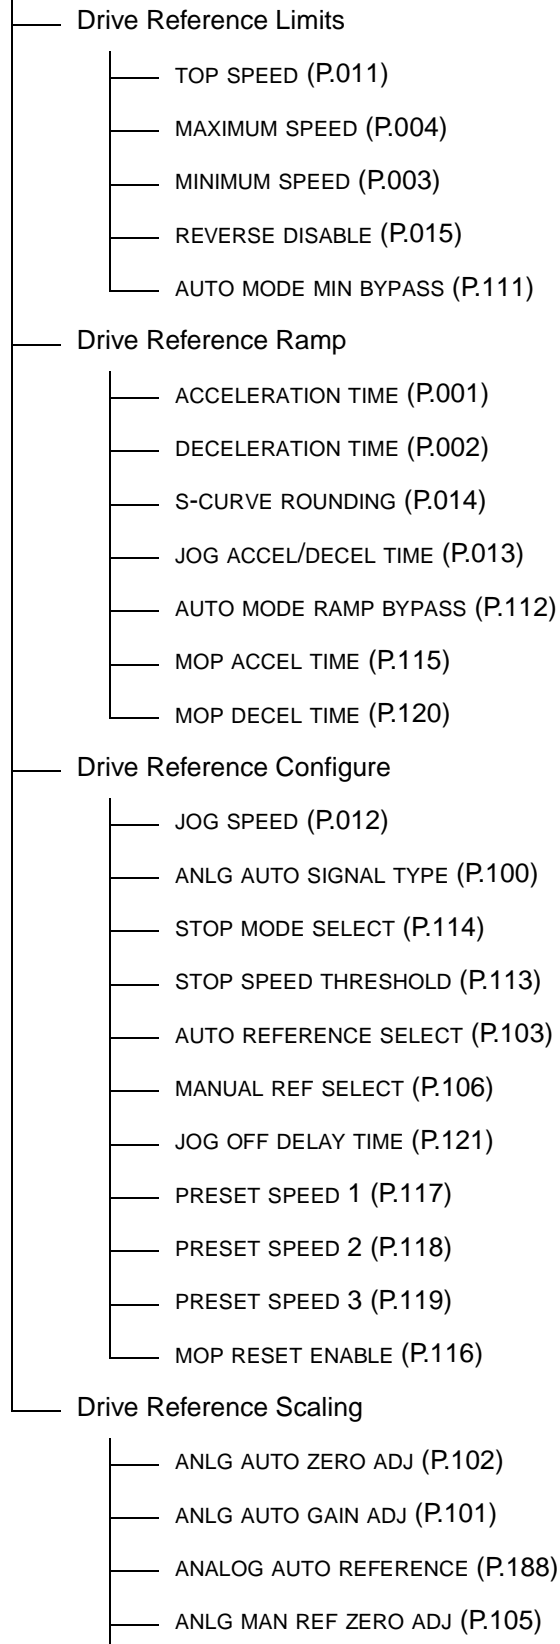 Drive Reference Limits
TOP SPEED (P.011)
MAXIMUM SPEED (P.004)
MINIMUM SPEED (P.003)
REVERSE DISABLE (P.015)
AUTO MODE MIN BYPASS (P.111)
Drive Reference Ramp
ACCELERATION TIME (P.001)
DECELERATION TIME (P.002)
S-CURVE ROUNDING (P.014)
JOG ACCEL/DECEL TIME (P.013)
AUTO MODE RAMP BYPASS (P.112)
MOP ACCEL TIME (P.115)
MOP DECEL TIME (P.120)
Drive Reference Configure
JOG SPEED (P.012)
ANLG AUTO SIGNAL TYPE (P.100)
STOP MODE SELECT (P.114)
STOP SPEED THRESHOLD (P.113)
AUTO REFERENCE SELECT (P.103)
MANUAL REF SELECT (P.106)
JOG OFF DELAY TIME (P.121)
PRESET SPEED 1 (P.117)
PRESET SPEED 2 (P.118)
PRESET SPEED 3 (P.119)
MOP RESET ENABLE (P.116)
Drive Reference Scaling
ANLG AUTO ZERO ADJ (P.102)
ANLG AUTO GAIN ADJ (P.101)
ANALOG AUTO REFERENCE (P.188)
ANLG MAN REF ZERO ADJ (P.105)